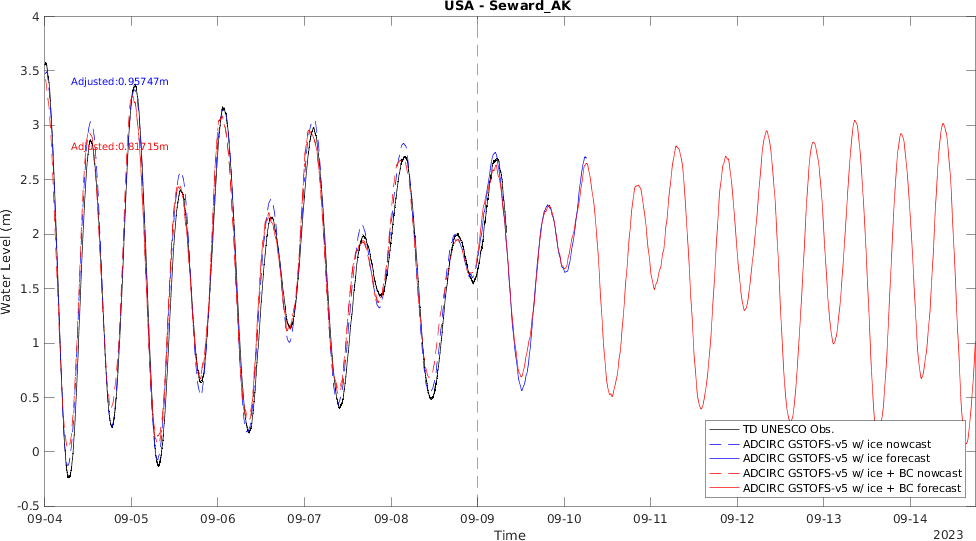 USA - Seward_AK
Water Level (m)
4
3.5
3
2.5
2
1.5
1
0.5
0
-0.5
Adjusted:0.95747m
Adjusted:0.81715m
TD UNESCO Obs.
ADCIRC GSTOFS-v5 w/ ice nowcast
ADCIRC GSTOFS-v5 w/ ice forecast
ADCIRC GSTOFS-v5 w/ ice + BC nowcast
ADCIRC GSTOFS-v5 w/ ice + BC forecast
09-04 09-05 09-06 09-07 09-08 09-09 09-10 09-11 09-12 09-13 09-14
Time
2023